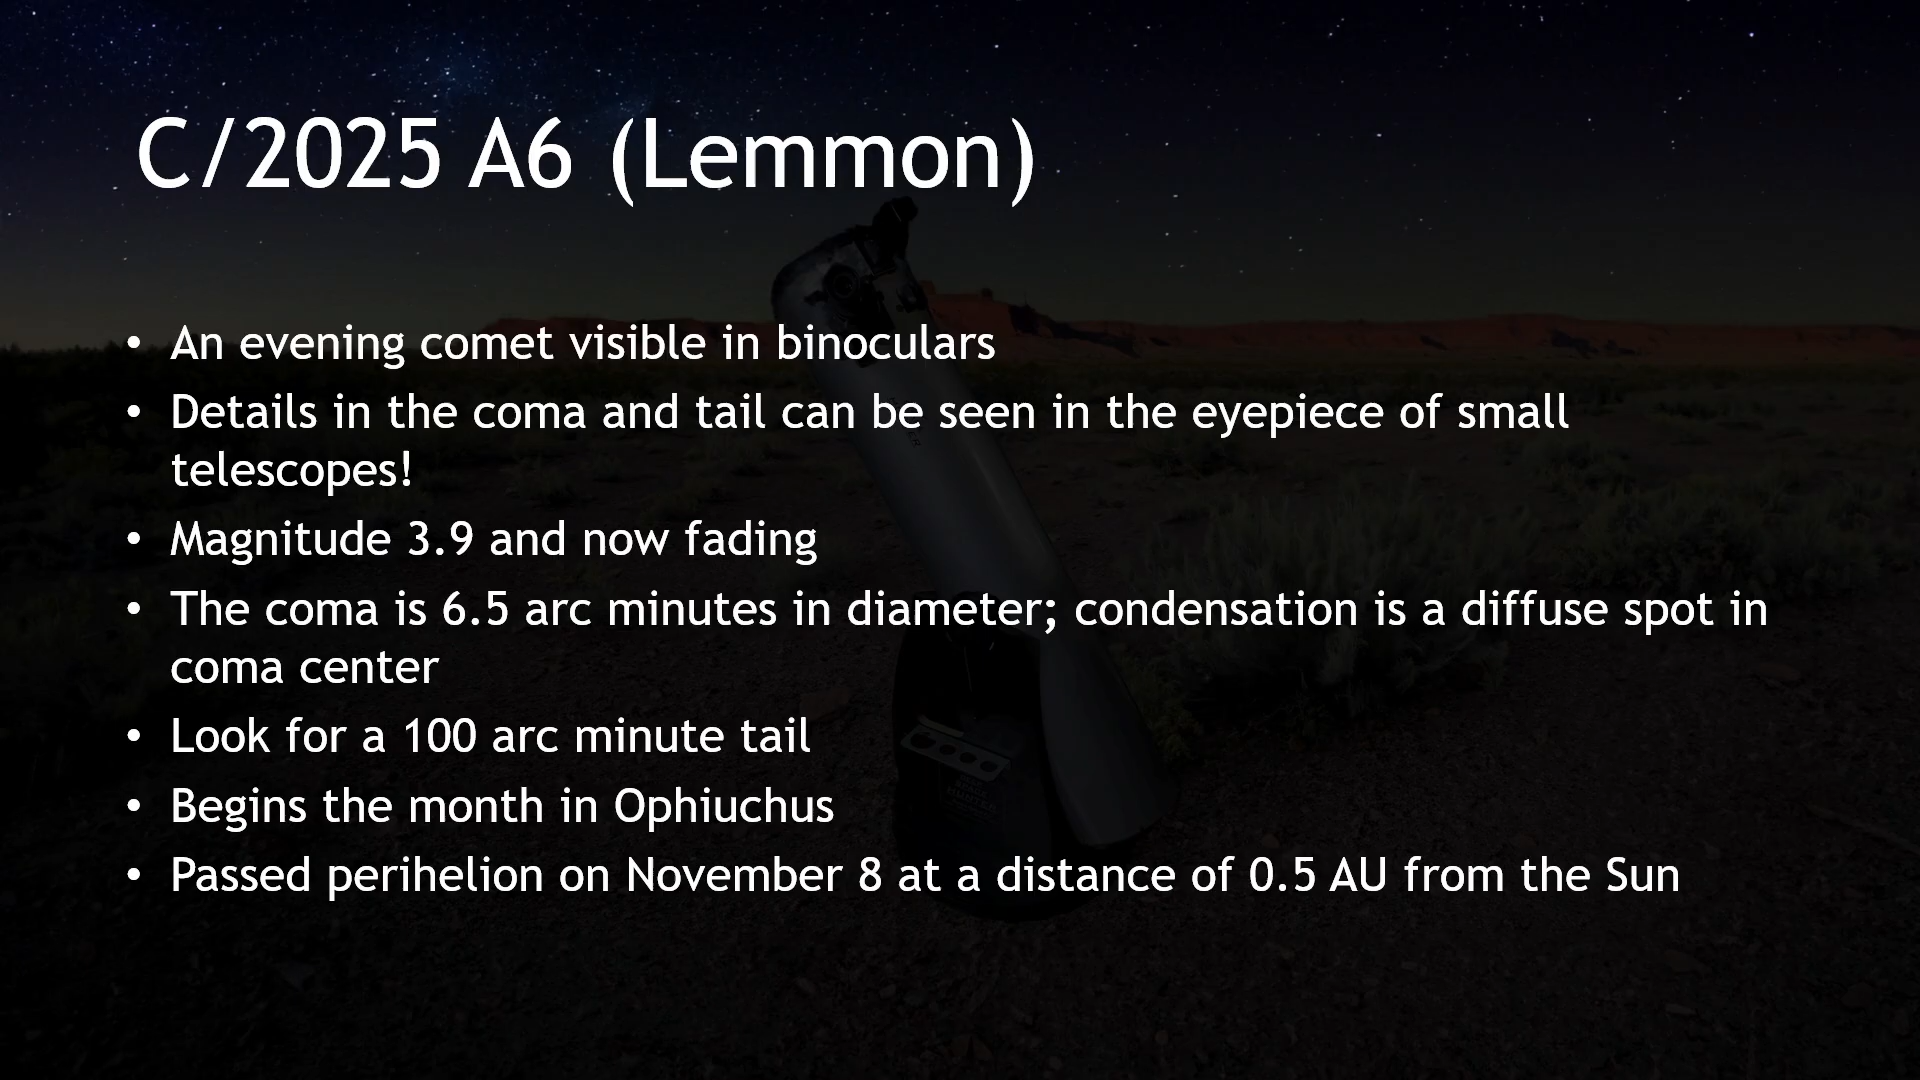 C/2025 A6 (Lemmon)
• An evening comet visible in binoculars
• Details in the coma and tail can be seen in the eyepiece of small
telescopes!
• Magnitude 3.9 and now fading
• The coma is 6.5 arc minutes in diameter; condensation is a diffuse spot in
coma center
• Look for a 100 arc minute tail
• Begins the month in Ophiuchus
• Passed perihelion on November 8 at a distance of 0.5 AU from the Sun